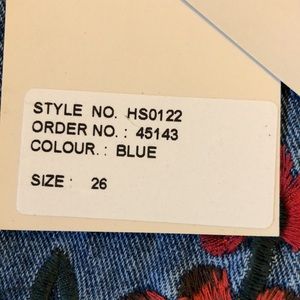 STYLE NO. HS0122
ORDER NO. : 45143
COLOUR. : BLUE
SIZE : 26